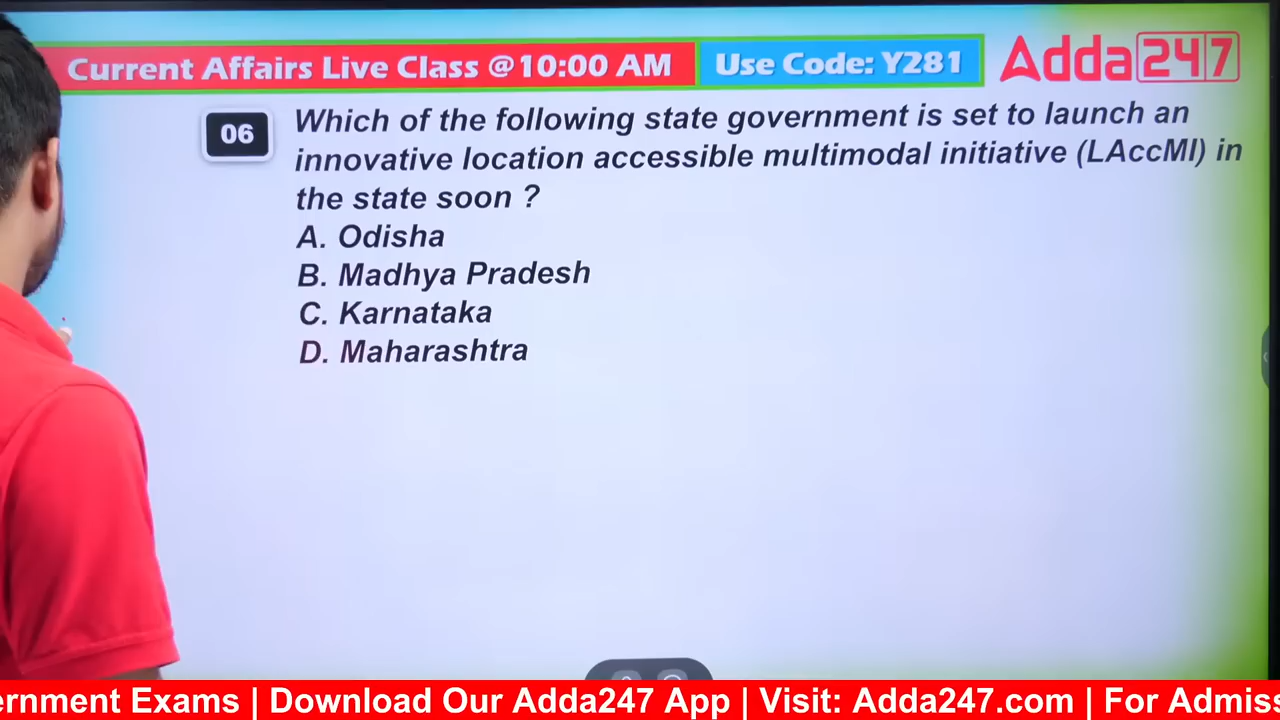 Current Affairs Live Class @10:00 AM
Use Code: Y281
Adda247
06
Which of the following state government is set to launch an
innovative location accessible multimodal initiative (LAccMI) in
the state soon ?
A. Odisha
B. Madhya Pradesh
C. Karnataka
D. Maharashtra
ernment Exams | Download Our Adda247 App | Visit: Adda247.com | For Admiss